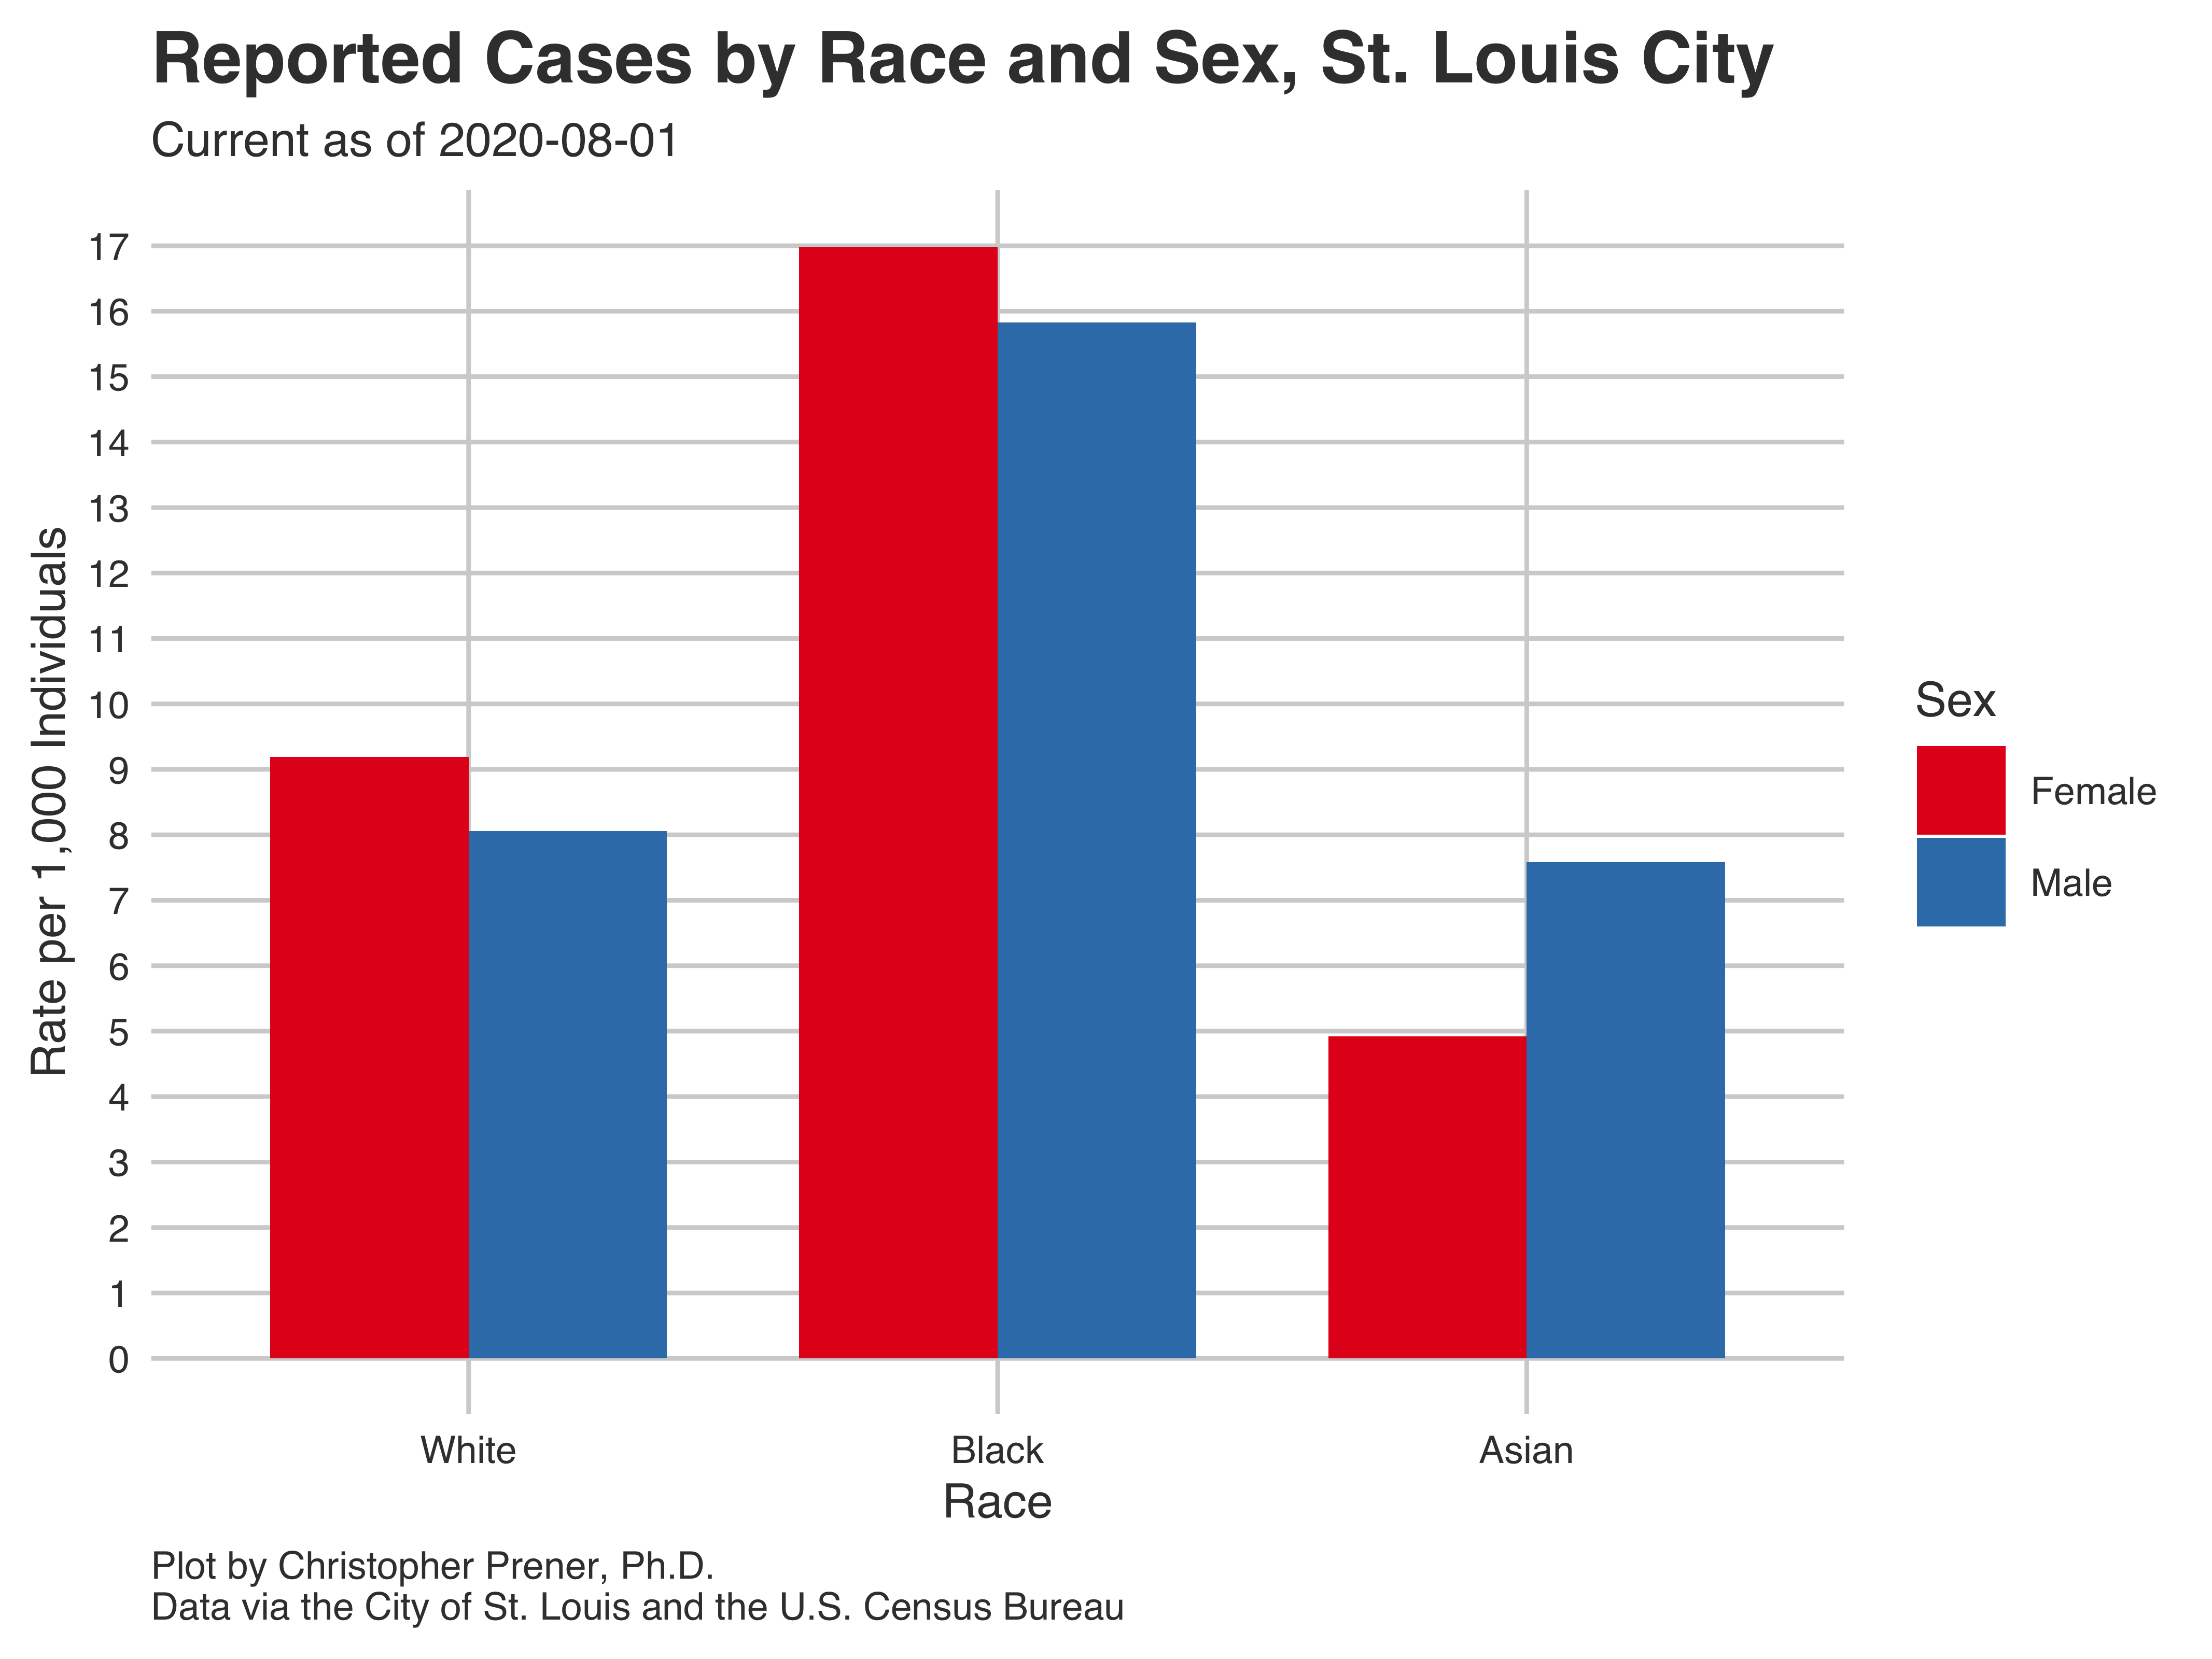 Reported Cases by Race and Sex, St. Louis City
Current as of 2020-08-01
Rate per 1,000 Individuals
17
16
15
14
13
12
11
10
9
8
7
6
5
4
3
2
1
0
White
Black
Asian
Race
Sex
Female
Male
Plot by Christopher Prener, Ph.D.
Data via the City of St. Louis and the U.S. Census Bureau